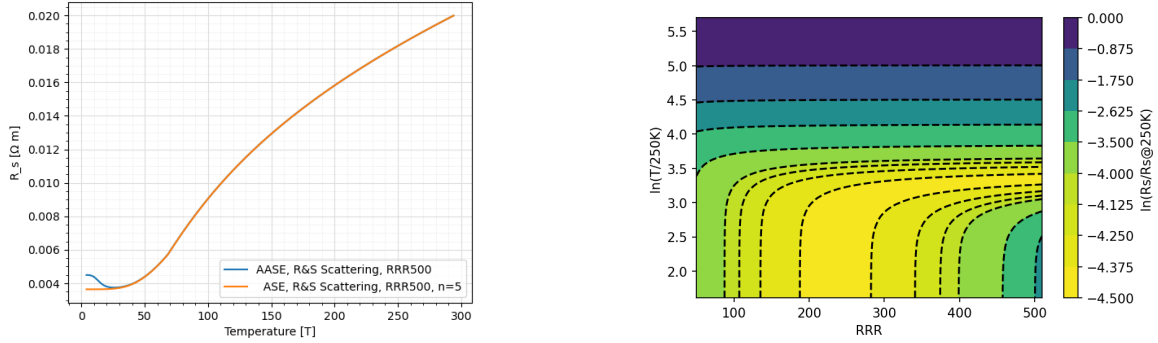 0.020
0.018
0.016
0.014
0.012
0.010
0.008
0.006
0.004
R_s [Ω m]
AASE, R&S Scattering, RRR500
ASE, R&S Scattering, RRR500, n=5
0 50 100 150 200 250 300
Temperature [T]
5.5
5.0
4.5
4.0
3.5
3.0
2.5
2.0
ln(T/250K)
100 200 300 400 500
RRR
0.000
-0.875
-1.750
-2.625
-4.000
-4.125
-4.250
-4.375
-4.500
ln(Rs/Rs@250K)